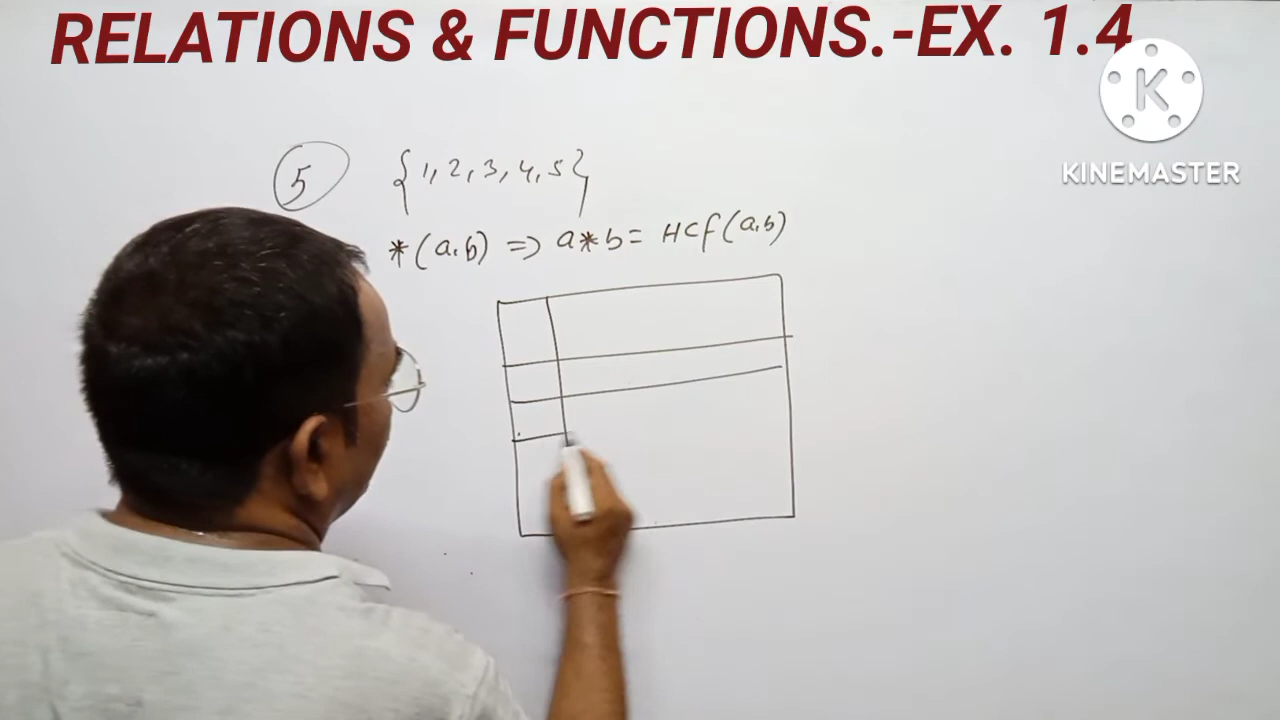 RELATIONS & FUNCTIONS.-EX. 1.4
K
KINEMASTER
5 {1, 2, 3, 4, 5}
*(a,b) => a*b = HCf(a,b)